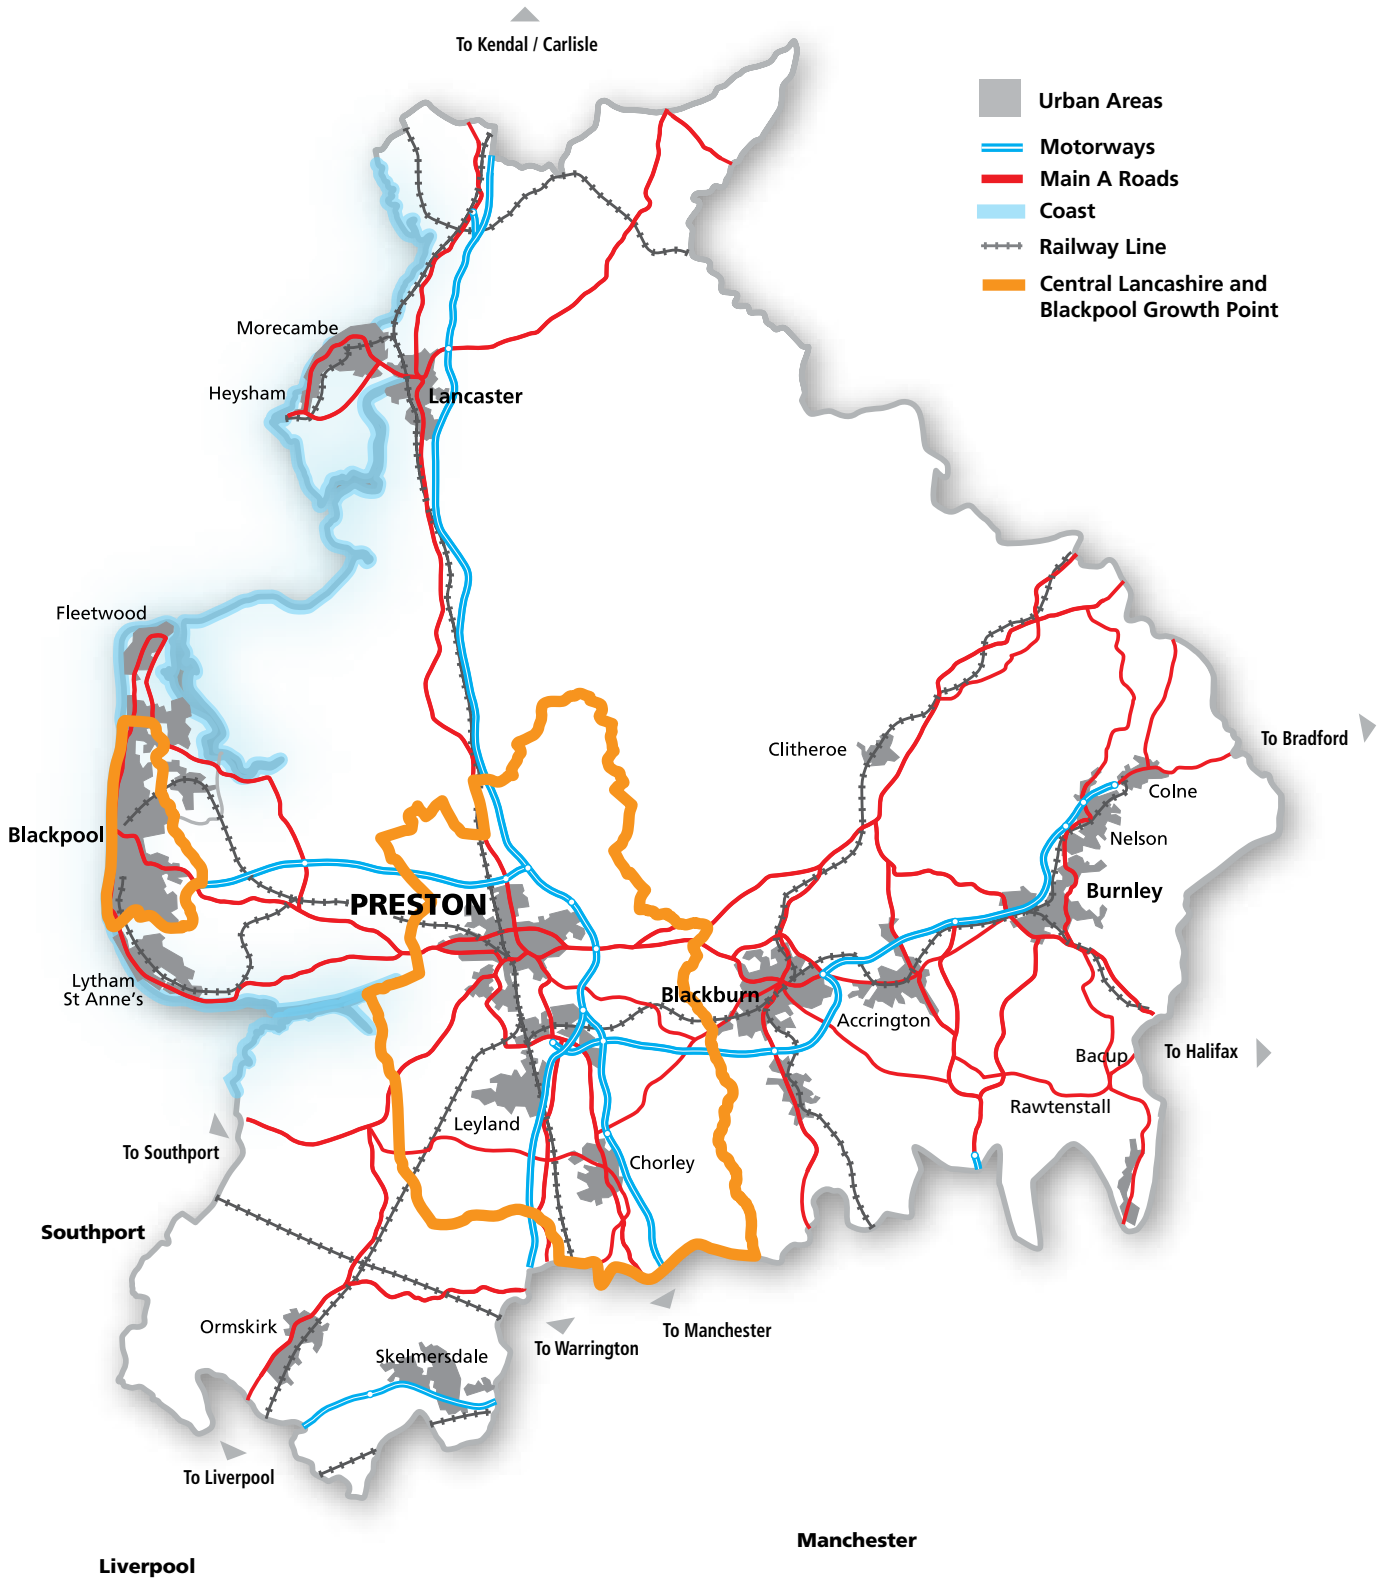 To Kendal / Carlisle
Urban Areas
Motorways
Main A Roads
Coast
Railway Line
Central Lancashire and
Blackpool Growth Point
Morecambe
Heysham
Lancaster
Fleetwood
Clitheroe
To Bradford
Colne
Blackpool
Nelson
Burnley
PRESTON
Lytham
St Anne's
Blackburn
Accrington
Bacup
To Halifax
Rawtenstall
Leyland
To Southport
Chorley
Southport
Ormskirk
To Manchester
To Warrington
Skelmersdale
To Liverpool
Manchester
Liverpool